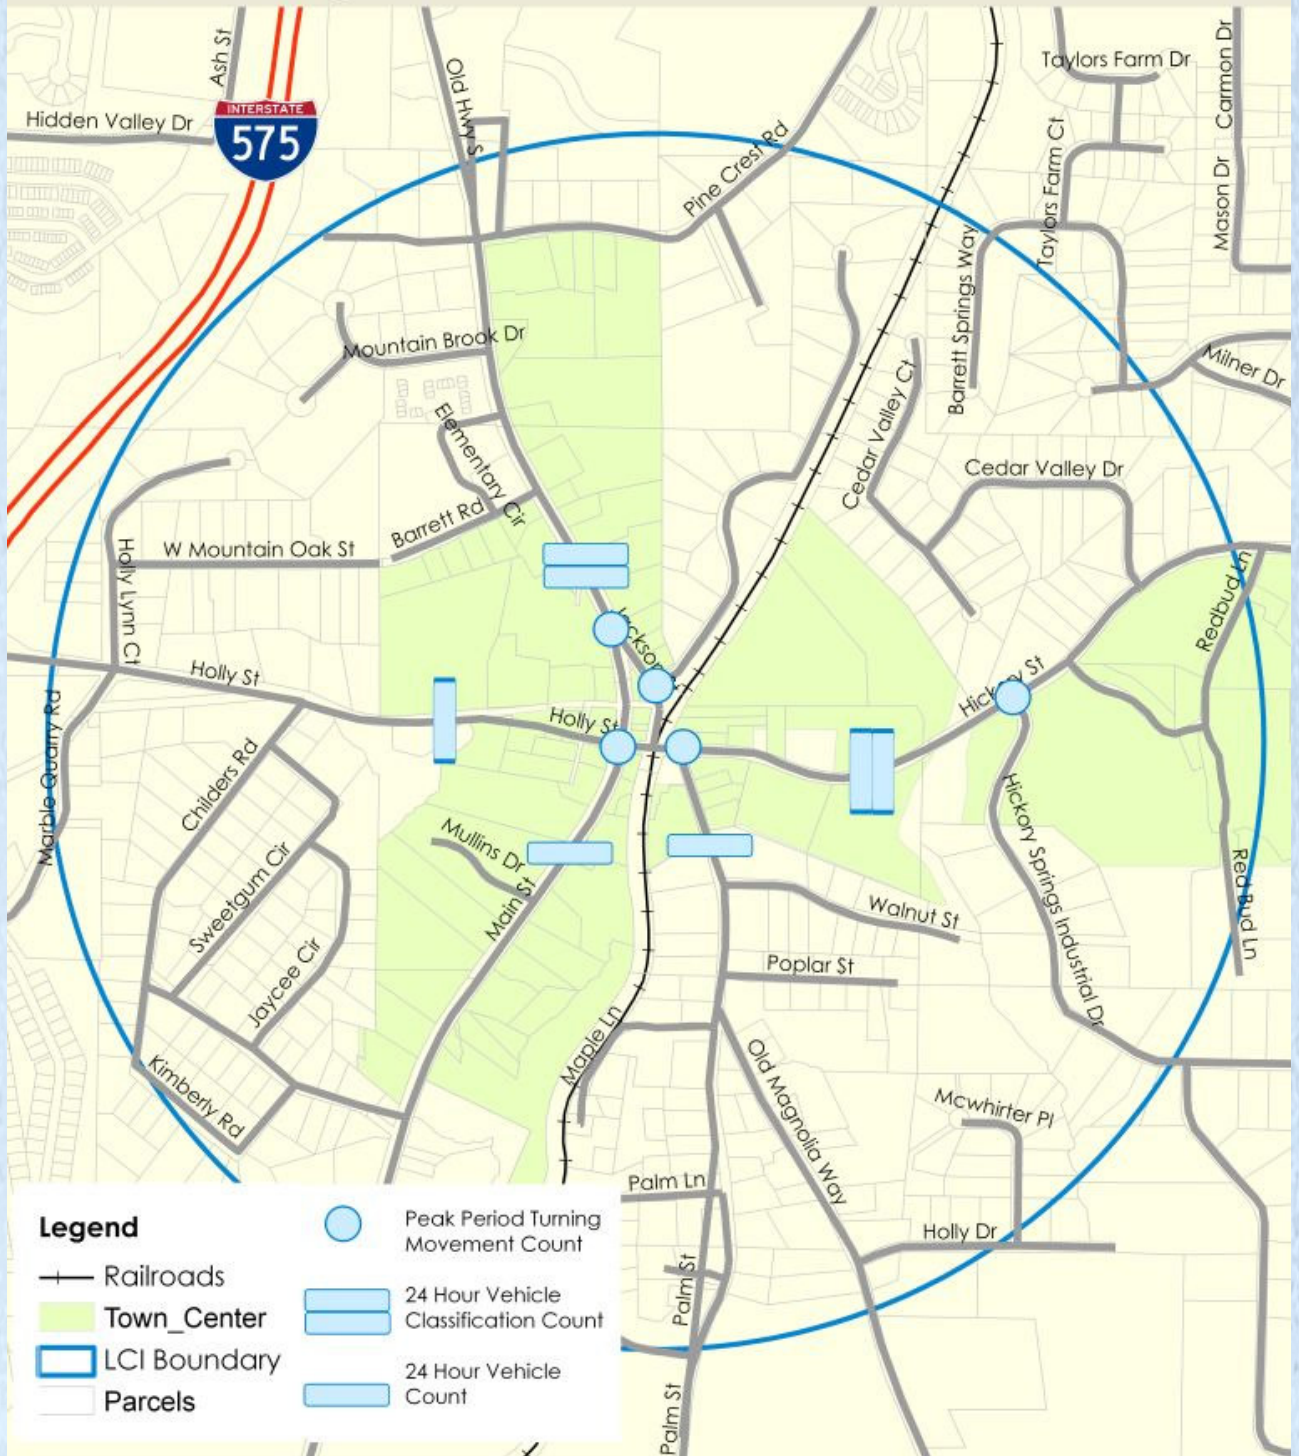 Ash St
Old Hwy 5
Taylors Farm Dr
Carmon Dr
Hidden Valley Dr
INTERSTATE
575
Pine Crest Rd
Taylors Farm Ct
Mason Dr
Barrett Springs Way
Mountain Brook Dr
Milner Dr
Cedar Valley Ct
Elementary Cir
Cedar Valley Dr
Barrett Rd
W Mountain Oak St
Holly Lynn Ct
Redbud Ln
Jackson
Holly St
Hickory St
Marble Quarry Rd
Holly St
Childers Rd
Hickory Springs Industrial Dr
Mullins Dr
Sweetgum Cir
Main St
Walnut St
Red Bud Ln
Jaycee Cir
Poplar St
Maple Ln
Kimberly Rd
Old Magnolia Way
Mcwhirter Pl
Palm Ln
Holly Dr
Palm St
Palm St
Legend
Railroads
Town_Center
LCI Boundary
Parcels
Peak Period Turning
Movement Count
24 Hour Vehicle
Classification Count
24 Hour Vehicle
Count